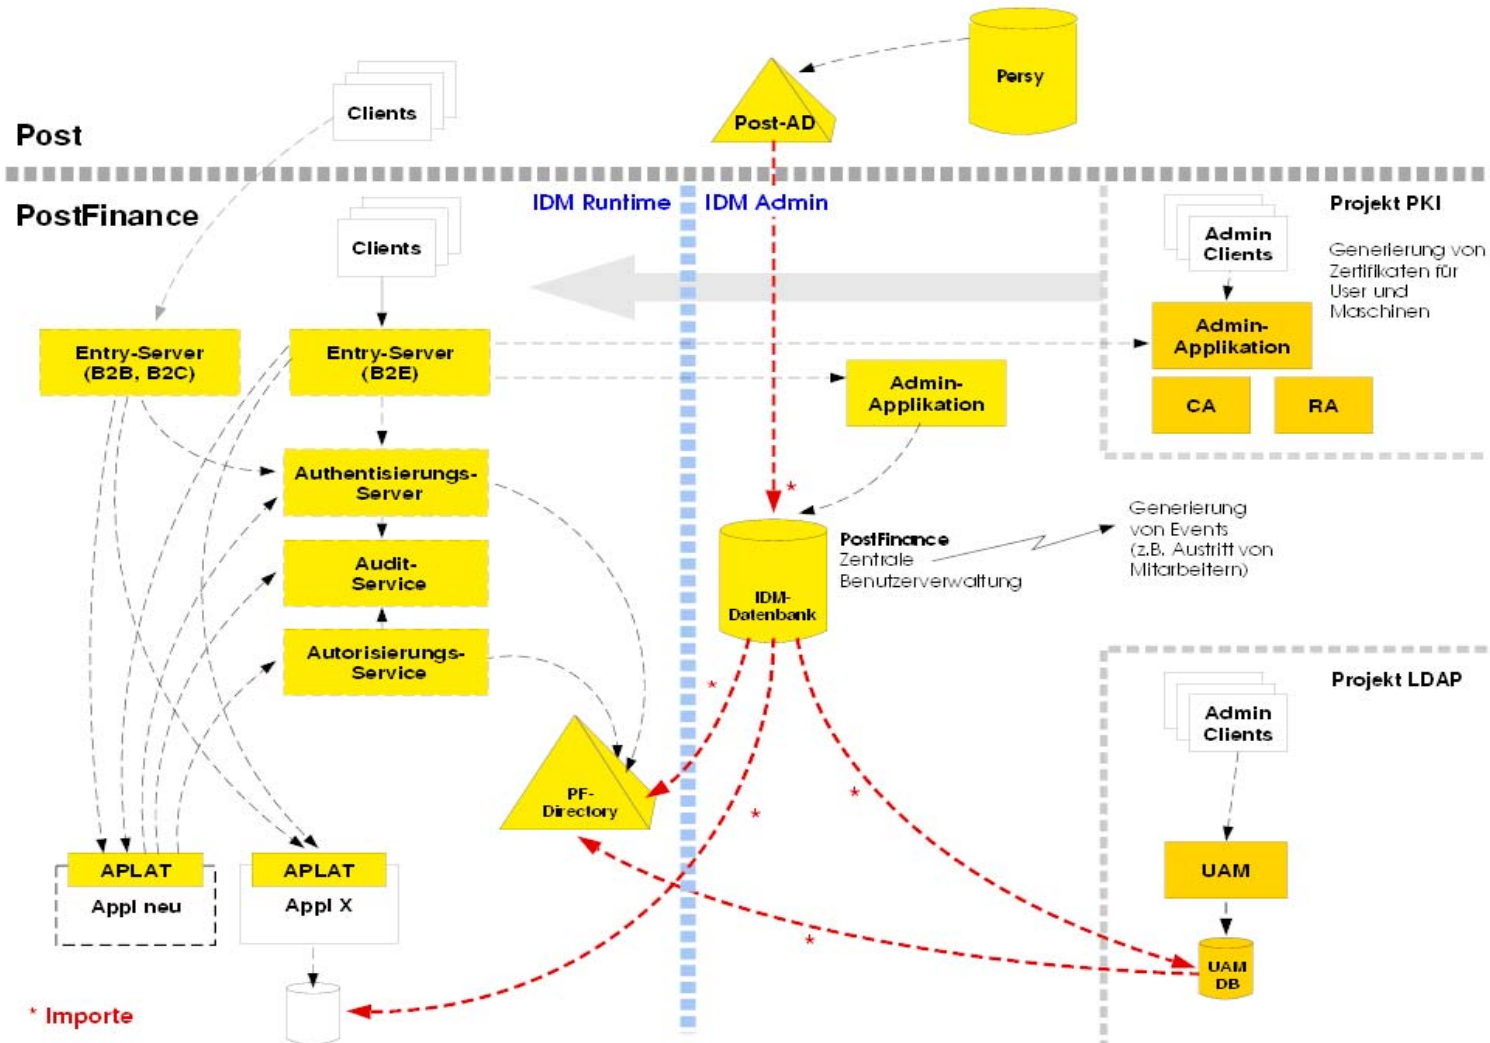 Persy
Clients
Post-AD
Post
PostFinance
IDM Runtime
IDM Admin
Projekt PKI
Clients
Admin
Clients
Generierung von
Zertifikaten für
User und
Maschinen
Entry-Server
(B2B, B2C)
Entry-Server
(B2E)
Admin-
Applikation
Admin-
Applikation
CA
RA
Authentisierungs-
Server
*
PostFinance
Zentrale
Benutzerverwaltung
Generierung
von Events
(z.B. Austritt von
Mitarbeitern)
Audit-
Service
IDM-
Datenbank
Autorisierungs-
Service
*
Projekt LDAP
Admin
Clients
PF-
Directory
*
*
APLAT
Appl neu
APLAT
Appl X
UAM
*
UAM
DB
* Importe